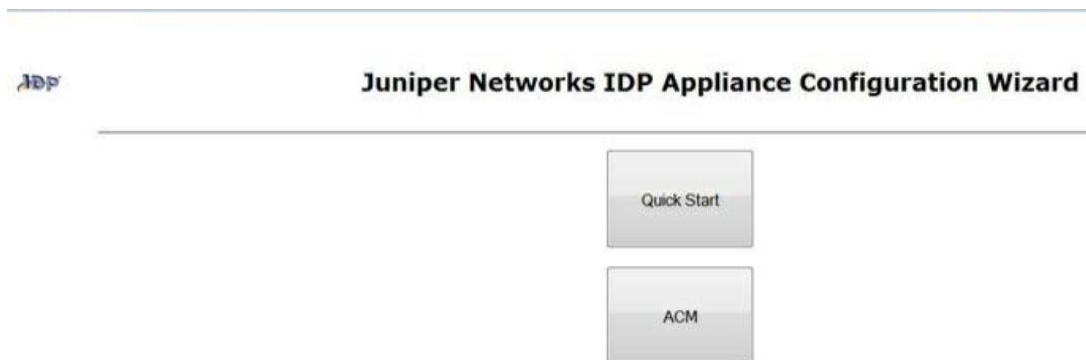 IDP
Juniper Networks IDP Appliance Configuration Wizard
Quick Start
ACM